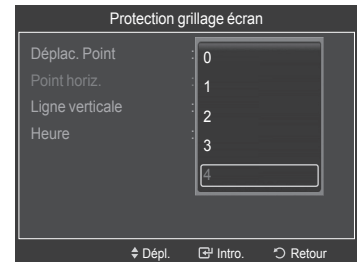 Protection grillage écran
Déplac. Point :
0
Point horiz. :
1
Ligne verticale :
2
Heure :
3
4
Dépl. Intro. Retour